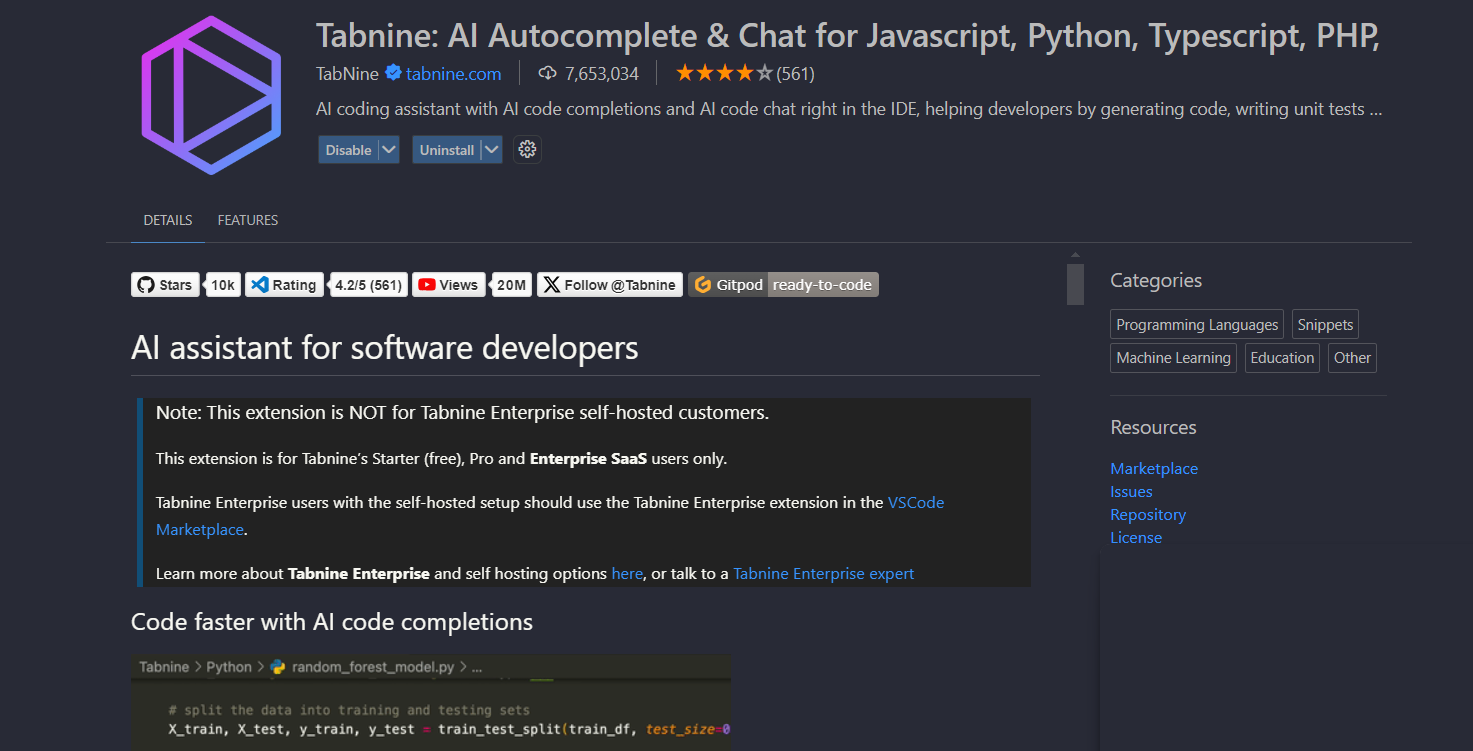 Tabnine: AI Autocomplete & Chat for Javascript, Python, Typescript, PHP,
TabNine tabnine.com 7,653,034 (561)
AI coding assistant with AI code completions and AI code chat right in the IDE, helping developers by generating code, writing unit tests ...
Disable Uninstall
DETAILS FEATURES
Stars 10k Rating 4.2/5 (561) Views 20M Follow @Tabnine Gitpod ready-to-code
AI assistant for software developers
Note: This extension is NOT for Tabnine Enterprise self-hosted customers.
This extension is for Tabnine’s Starter (free), Pro and Enterprise SaaS users only.
Tabnine Enterprise users with the self-hosted setup should use the Tabnine Enterprise extension in the VSCode
Marketplace.
Learn more about Tabnine Enterprise and self hosting options here, or talk to a Tabnine Enterprise expert
Code faster with AI code completions
Tabnine > Python > random_forest_model.py > ...
# split the data into training and testing sets
X_train, X_test, y_train, y_test = train_test_split(train_df, test_size=0
Categories
Programming Languages Snippets
Machine Learning Education Other
Resources
Marketplace
Issues
Repository
License